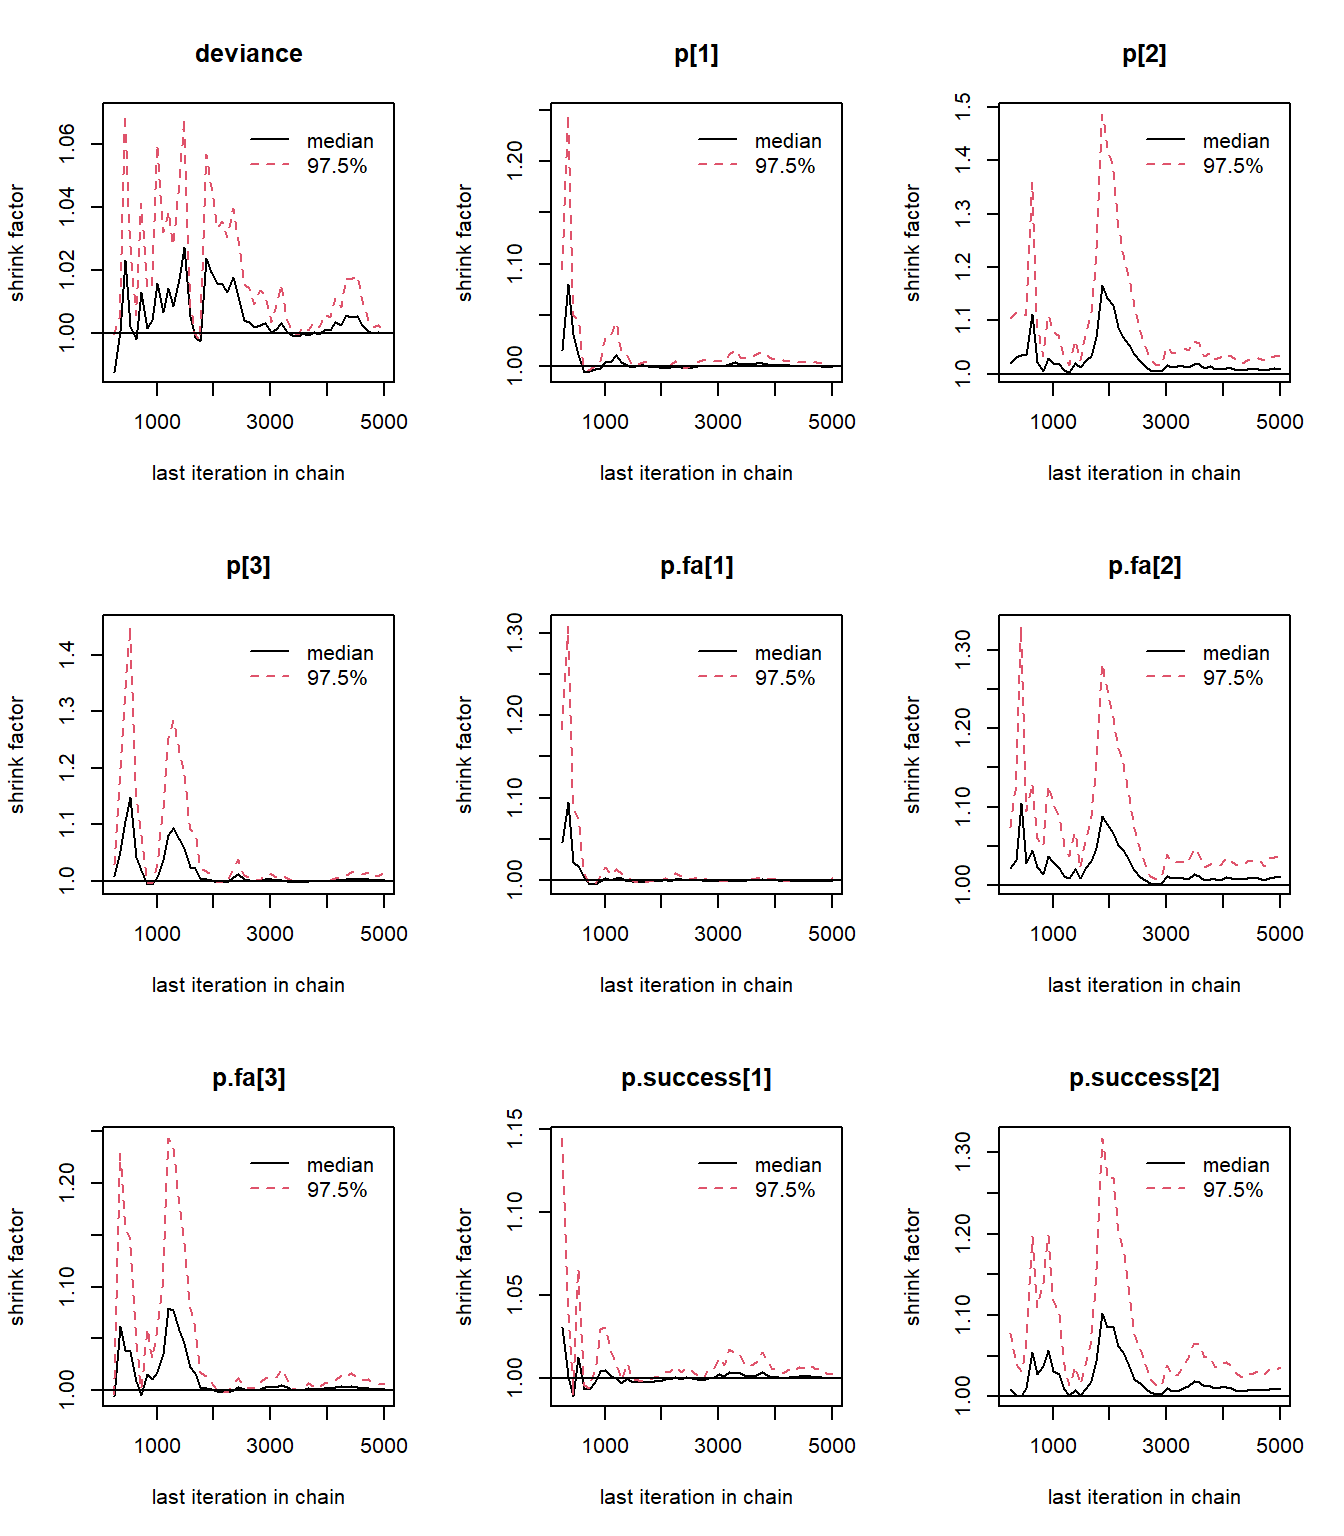 deviance
shrink factor
1.00 1.02 1.04 1.06
median
97.5%
1000 3000 5000
last iteration in chain
p[1]
shrink factor
1.00 1.10 1.20
median
97.5%
1000 3000 5000
last iteration in chain
p[2]
shrink factor
1.0 1.1 1.2 1.3 1.4 1.5
median
97.5%
1000 3000 5000
last iteration in chain
p[3]
shrink factor
1.0 1.1 1.2 1.3 1.4
median
97.5%
1000 3000 5000
last iteration in chain
p.fa[1]
shrink factor
1.00 1.10 1.20 1.30
median
97.5%
1000 3000 5000
last iteration in chain
p.fa[2]
shrink factor
1.00 1.10 1.20 1.30
median
97.5%
1000 3000 5000
last iteration in chain
p.fa[3]
shrink factor
1.00 1.10 1.20
median
97.5%
1000 3000 5000
last iteration in chain
p.success[1]
shrink factor
1.00 1.05 1.10 1.15
median
97.5%
1000 3000 5000
last iteration in chain
p.success[2]
shrink factor
1.00 1.10 1.20 1.30
median
97.5%
1000 3000 5000
last iteration in chain